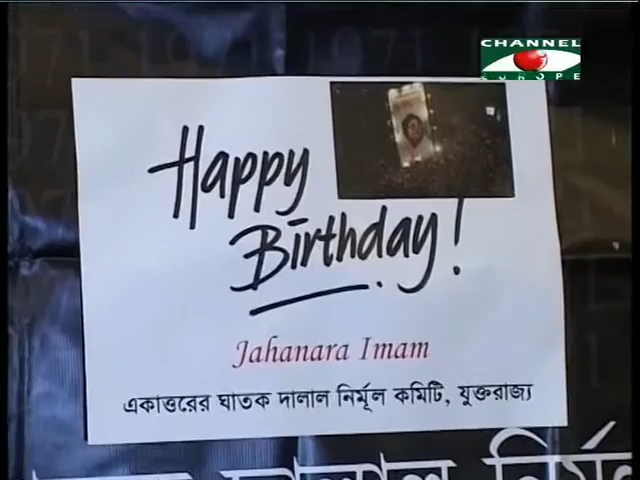 CHANNEL
EUROPE
Happy
Birthday!
Jahanara Imam
একাত্তরের ঘাতক দালাল নির্মূল কমিটি, যুক্তরাজ্য
দালাল নির্মূ